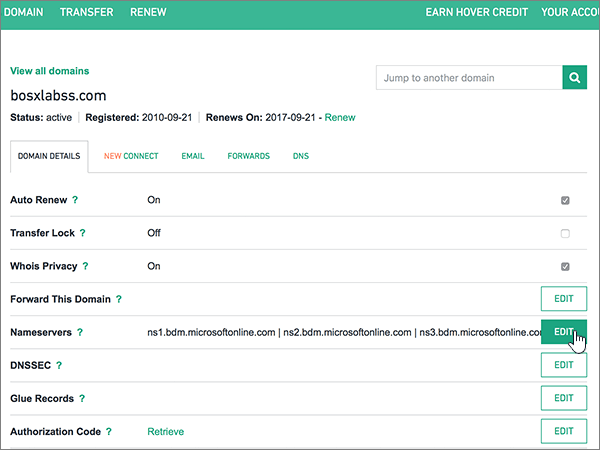 DOMAIN TRANSFER RENEW EARN HOVER CREDIT YOUR ACCOU
View all domains
Jump to another domain
bosxlabss.com
Status: active | Registered: 2010-09-21 | Renews On: 2017-09-21 - Renew
DOMAIN DETAILS NEW CONNECT EMAIL FORWARDS DNS
Auto Renew ? On
Transfer Lock ? Off
Whois Privacy ? On
Forward This Domain ? EDIT
Nameservers ? ns1.bdm.microsoftonline.com | ns2.bdm.microsoftonline.com | ns3.bdm.microsoftonline.co EDIT
DNSSEC ? EDIT
Glue Records ? EDIT
Authorization Code ? Retrieve EDIT